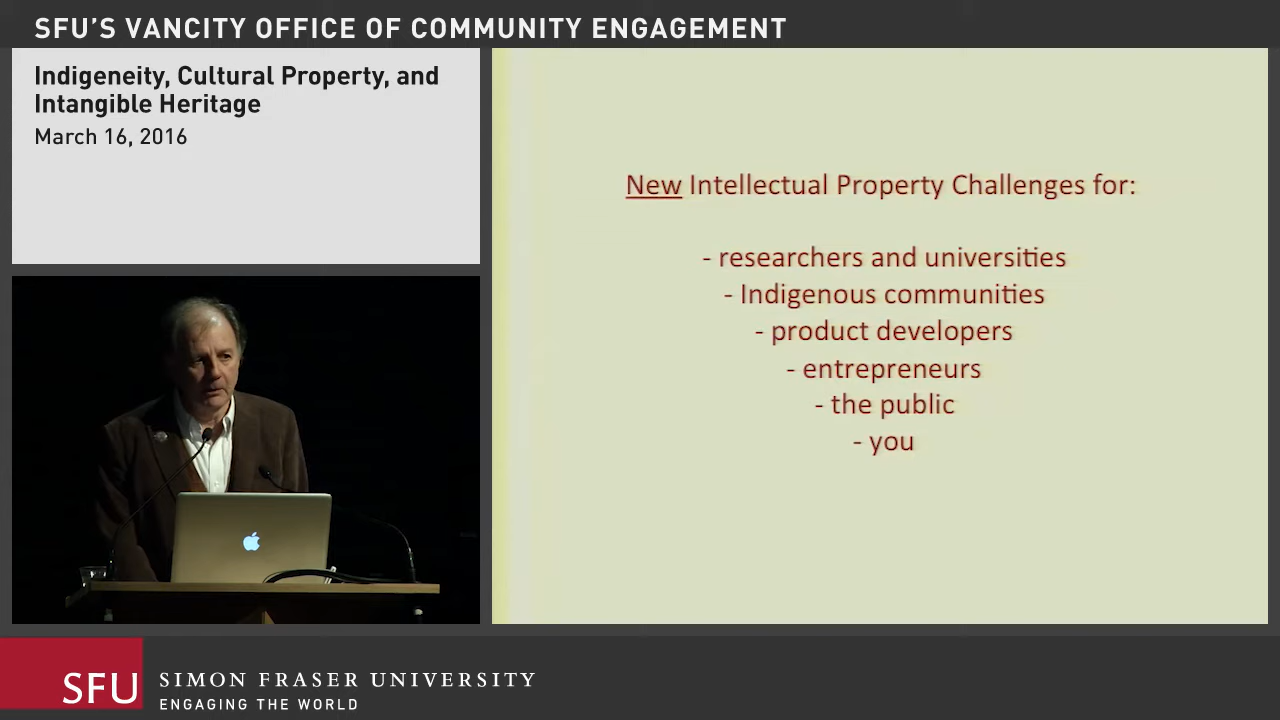 SFU'S VANCITY OFFICE OF COMMUNITY ENGAGEMENT
Indigeneity, Cultural Property, and
Intangible Heritage
March 16, 2016
New Intellectual Property Challenges for:
- researchers and universities
- Indigenous communities
- product developers
- entrepreneurs
- the public
- you
SFU
SIMON FRASER UNIVERSITY
ENGAGING THE WORLD